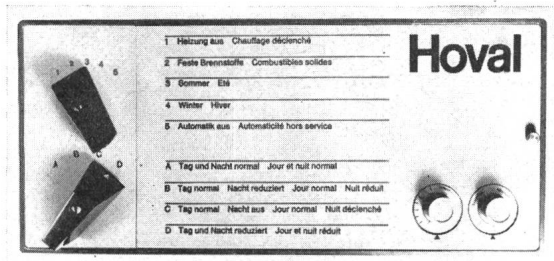 Hoval
1 2 3 4 5
1 Heizung aus Chauffage déclenché
2 Feste Brennstoffe Combustibles solides
3 Sommer Eté
4 Winter Hiver
5 Automatik aus Automaticité hors service
A B C D
A Tag und Nacht normal Jour et nuit normal
B Tag normal Nacht reduziert Jour normal Nuit réduit
C Tag normal Nacht aus Jour normal Nuit déclenché
D Tag und Nacht reduziert Jour et nuit réduit